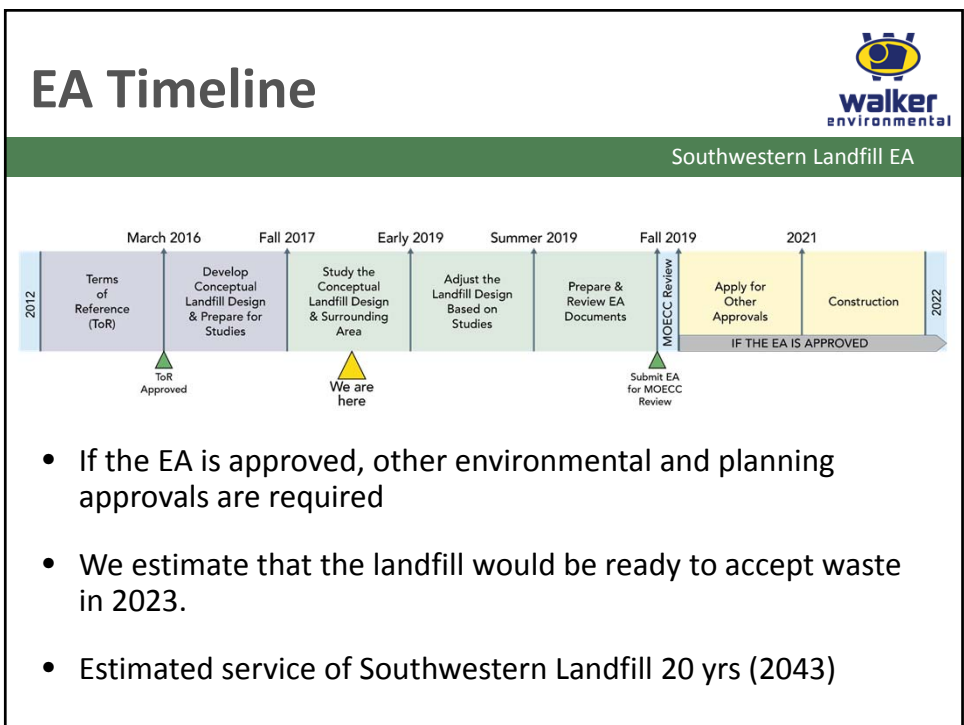 EA Timeline
walker
environmental
Southwestern Landfill EA
March 2016
Fall 2017
Early 2019
Summer 2019
Fall 2019
2021
2012
Terms
of
Reference
(ToR)
Develop
Conceptual
Landfill Design
& Prepare for
Studies
Study the
Conceptual
Landfill Design
& Surrounding
Area
Adjust the
Landfill Design
Based on
Studies
Prepare &
Review EA
Documents
MOECC Review
Apply for
Other
Approvals
Construction
2022
IF THE EA IS APPROVED
ToR
Approved
We are
here
Submit EA
for MOECC
Review
• If the EA is approved, other environmental and planning
approvals are required
• We estimate that the landfill would be ready to accept waste
in 2023.
• Estimated service of Southwestern Landfill 20 yrs (2043)